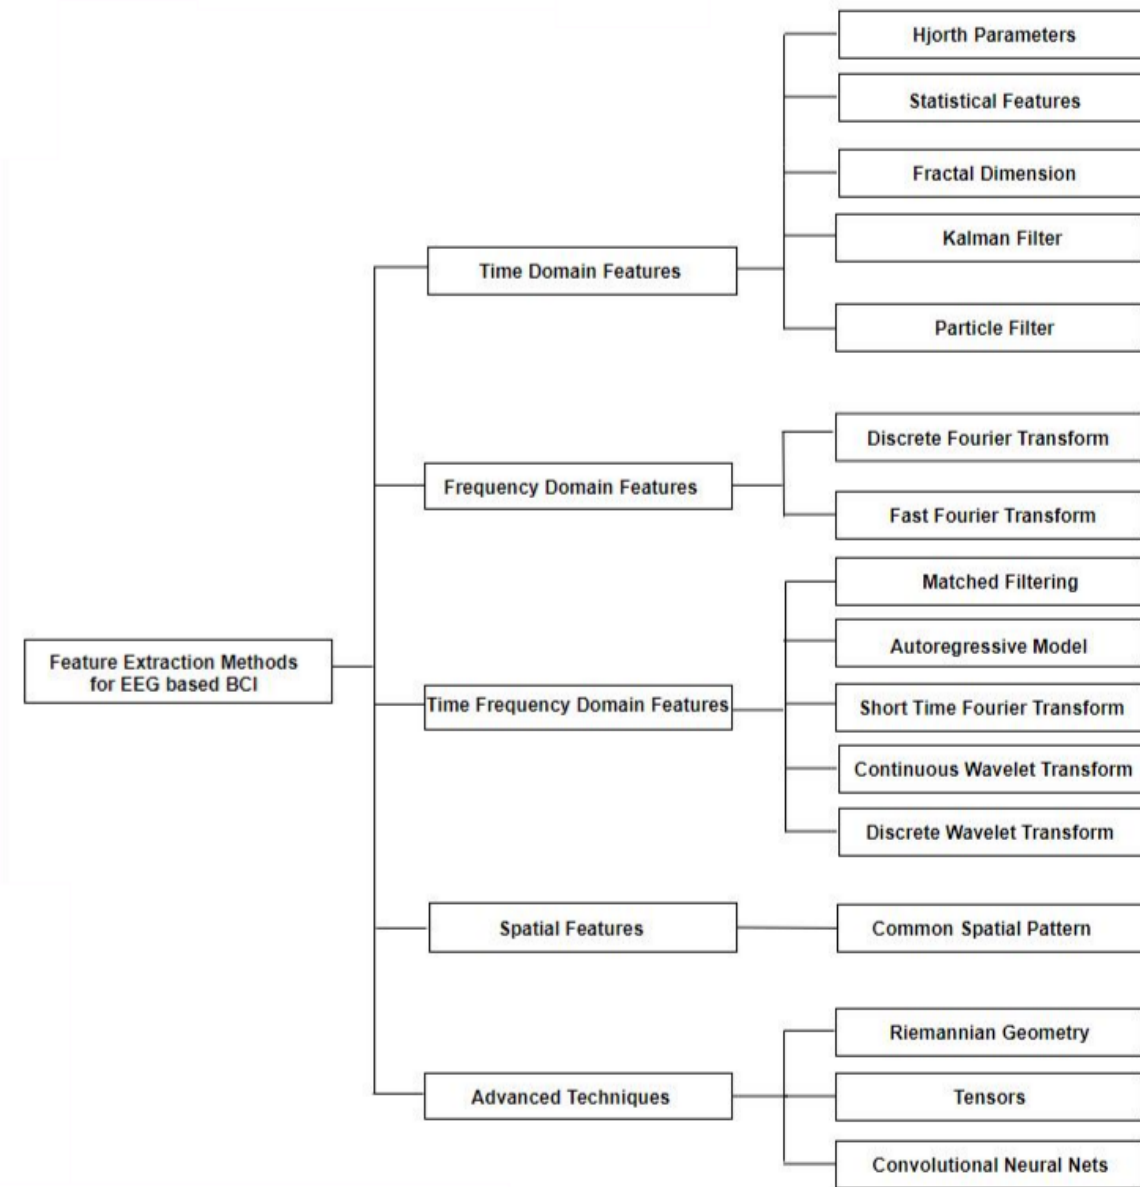 Hjorth Parameters
Statistical Features
Fractal Dimension
Kalman Filter
Time Domain Features
Particle Filter
Discrete Fourier Transform
Frequency Domain Features
Fast Fourier Transform
Matched Filtering
Autoregressive Model
Feature Extraction Methods
for EEG based BCI
Time Frequency Domain Features
Short Time Fourier Transform
Continuous Wavelet Transform
Discrete Wavelet Transform
Spatial Features
Common Spatial Pattern
Riemannian Geometry
Advanced Techniques
Tensors
Convolutional Neural Nets